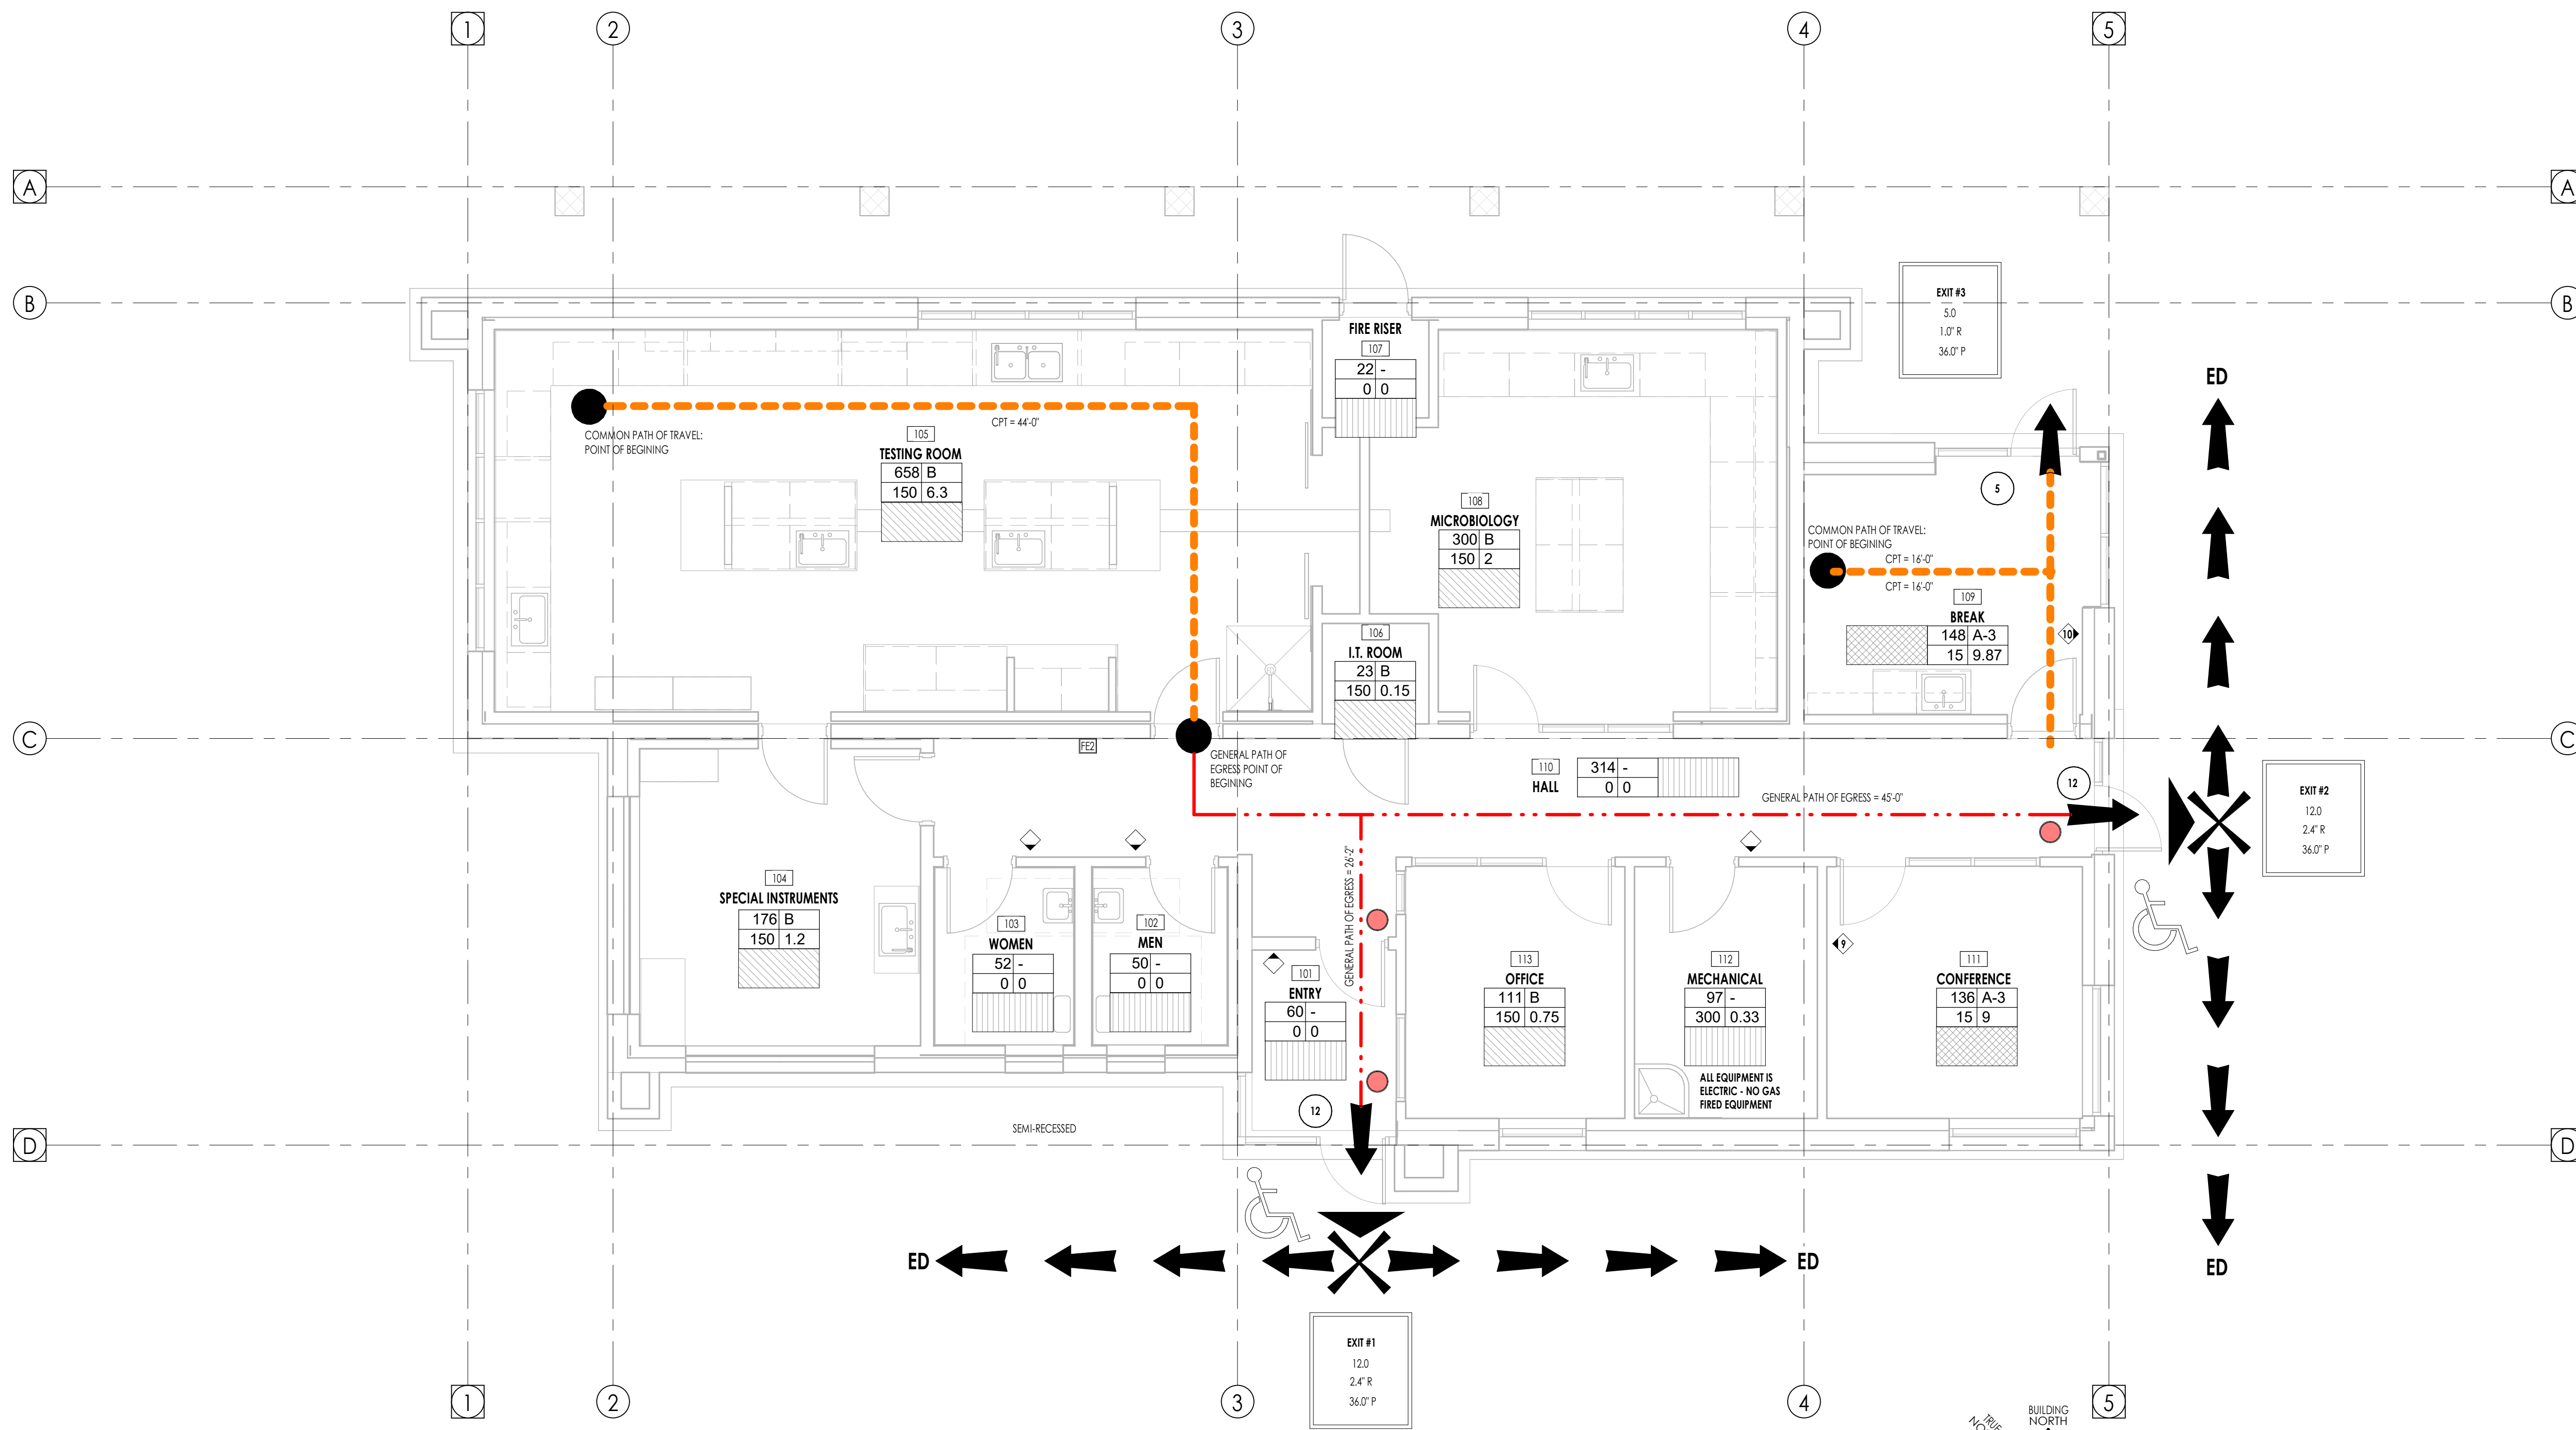 1 2 3 4 5
A A
B B
EXIT #3
5.0
1.0" R
36.0" P
FIRE RISER
107
22 -
0 0
ED
COMMON PATH OF TRAVEL:
POINT OF BEGINING
CPT = 44'-0"
105
TESTING ROOM
658 B
150 6.3
108
MICROBIOLOGY
300 B
150 2
5
COMMON PATH OF TRAVEL:
POINT OF BEGINING
CPT = 16'-0"
CPT = 16'-0"
109
BREAK
148 A-3
15 9.87
10
106
I.T. ROOM
23 B
150 0.15
C C
FE2
GENERAL PATH OF
EGRESS POINT OF
BEGINING
110
HALL
314 -
0 0
GENERAL PATH OF EGRESS = 45'-0"
12
EXIT #2
12.0
2.4" R
36.0" P
GENERAL PATH OF EGRESS = 26'-2"
104
SPECIAL INSTRUMENTS
176 B
150 1.2
103
WOMEN
52 -
0 0
102
MEN
50 -
0 0
101
ENTRY
60 -
0 0
12
113
OFFICE
111 B
150 0.75
112
MECHANICAL
97 -
300 0.33
ALL EQUIPMENT IS
ELECTRIC - NO GAS
FIRED EQUIPMENT
9
111
CONFERENCE
136 A-3
15 9
SEMI-RECESSED
D D
ED ED
ED
EXIT #1
12.0
2.4" R
36.0" P
1 2 3 4 5
TRUE
BUILDING
NORTH